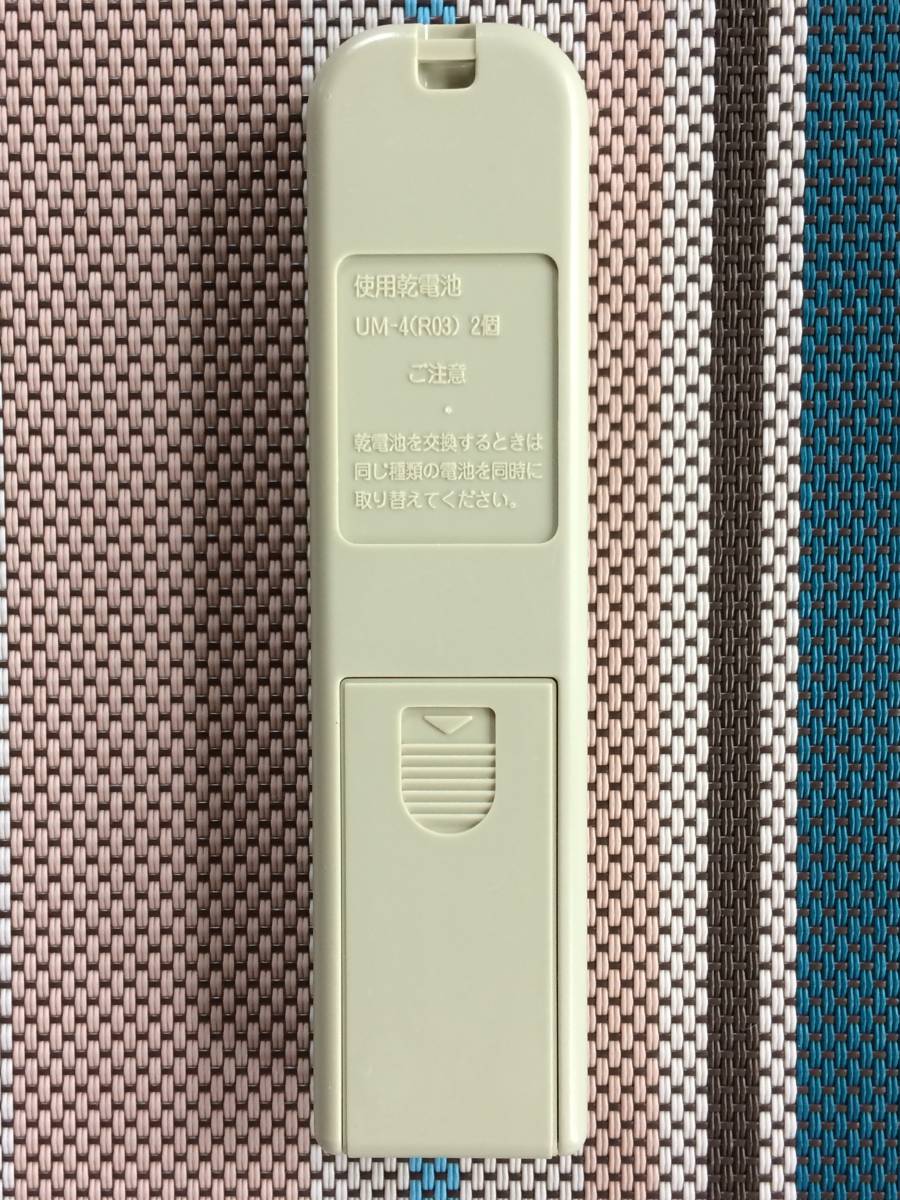 使用乾電池
UM-4(R03) 2個
ご注意
乾電池を交換するときは
同じ種類の電池を同時に
取り替えてください。